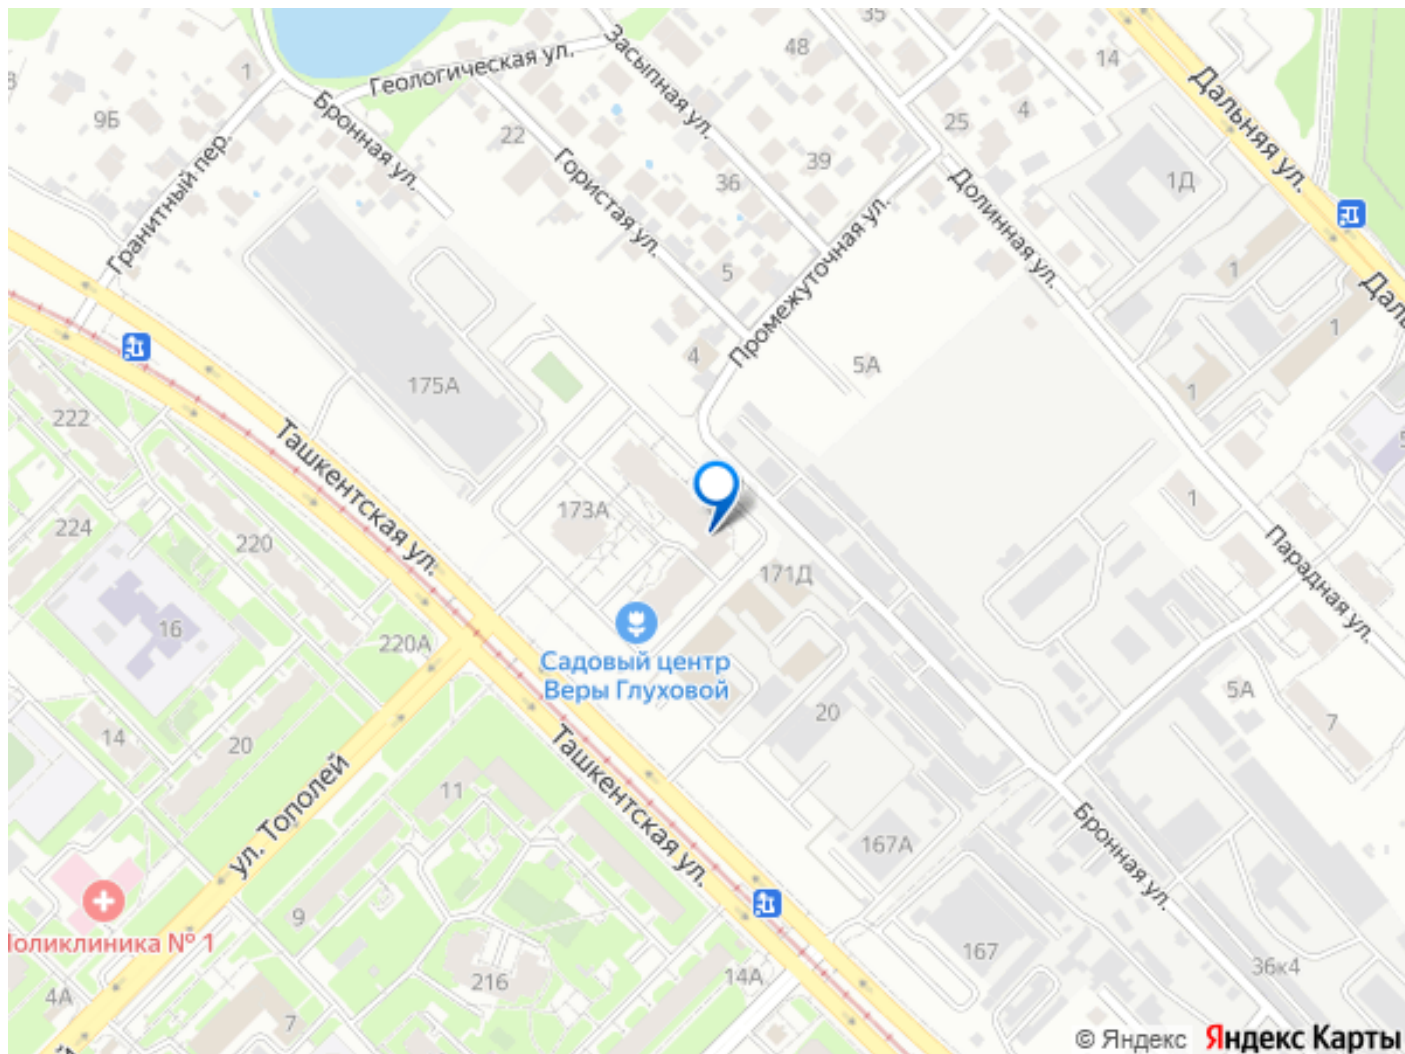 35
48
14
Засыпная ул.
Дальняя ул.
Геологическая ул.
1
9Б
Бронная ул.
22
25
4
39
36
1Д
Гранитный пер.
Гористая ул.
Долинная ул.
5
Промежуточная ул.
1
1
4
5А
175А
1
222
Ташкентская ул.
173А
1
224
220
Парадная ул.
171Д
16
220А
Садовый центр
Веры Глуховой
5А
20
7
14
20
ул. Тополей
11
Ташкентская ул.
167А
Бронная ул.
9
Поликлиника № 1
167
36к4
216
14А
4А
7
© Яндекс Яндекс Карты